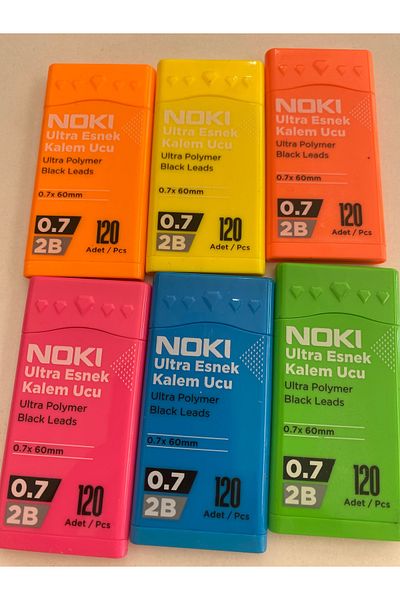 NOKI
Ultra Esnek
Kalem Ucu
Ultra Polymer
Black Leads
0.7x 60mm
0.7
2B
120
Adet / Pcs
NOKI
Ultra Esnek
Kalem Ucu
Ultra Polymer
Black Leads
0.7x 60mm
0.7
2B
120
Adet / Pcs
NOKI
Ultra Esnek
Kalem Ucu
Ultra Polymer
Black Leads
0.7x 60mm
0.7
2B
120
Adet / Pcs
NOKI
Ultra Esnek
Kalem Ucu
Ultra Polymer
Black Leads
0.7x 60mm
0.7
2B
120
Adet / Pcs
NOKI
Ultra Esnek
Kalem Ucu
Ultra Polymer
Black Leads
0.7x 60mm
0.7
2B
120
Adet / Pcs
NOKI
Ultra Esnek
Kalem Ucu
Ultra Polymer
Black Leads
0.7x 60mm
0.7
2B
120
Adet / Pcs